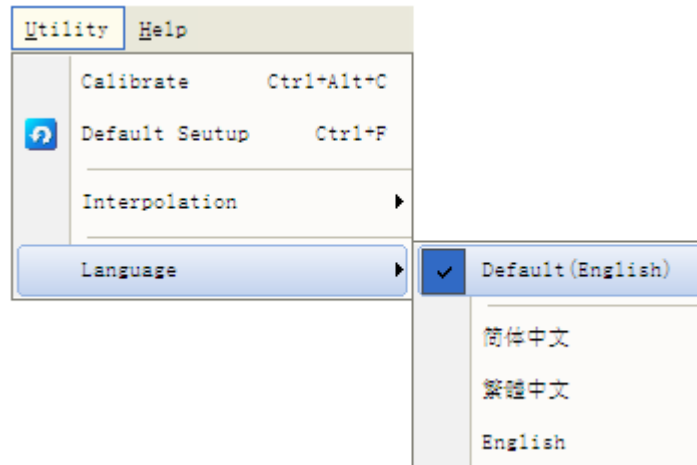 Utility Help
Calibrate Ctrl+Alt+C
Default Seutup Ctrl+F
Interpolation
Language
Default(English)
简体中文
繁體中文
English